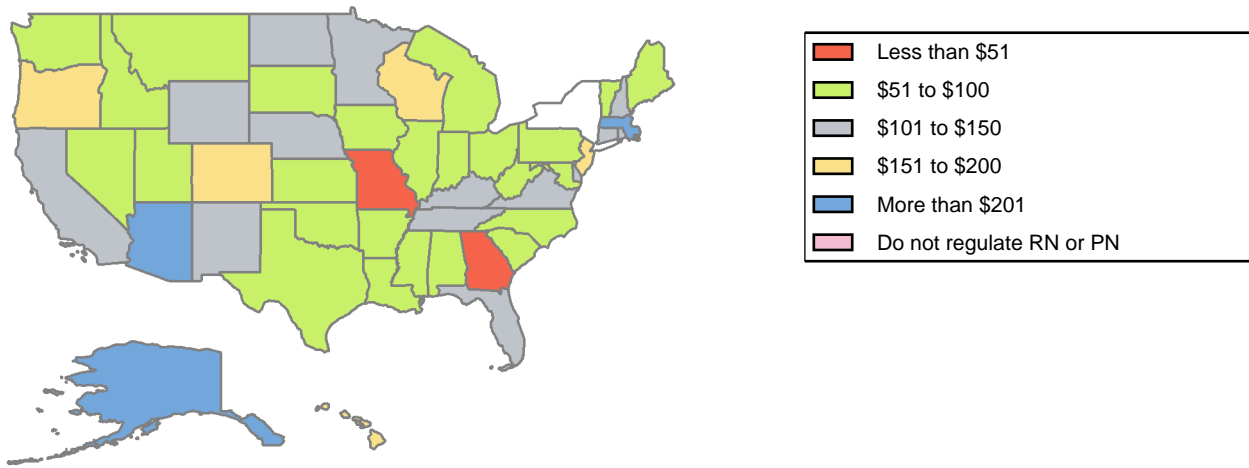 Less than $51
$51 to $100
$101 to $150
$151 to $200
More than $201
Do not regulate RN or PN